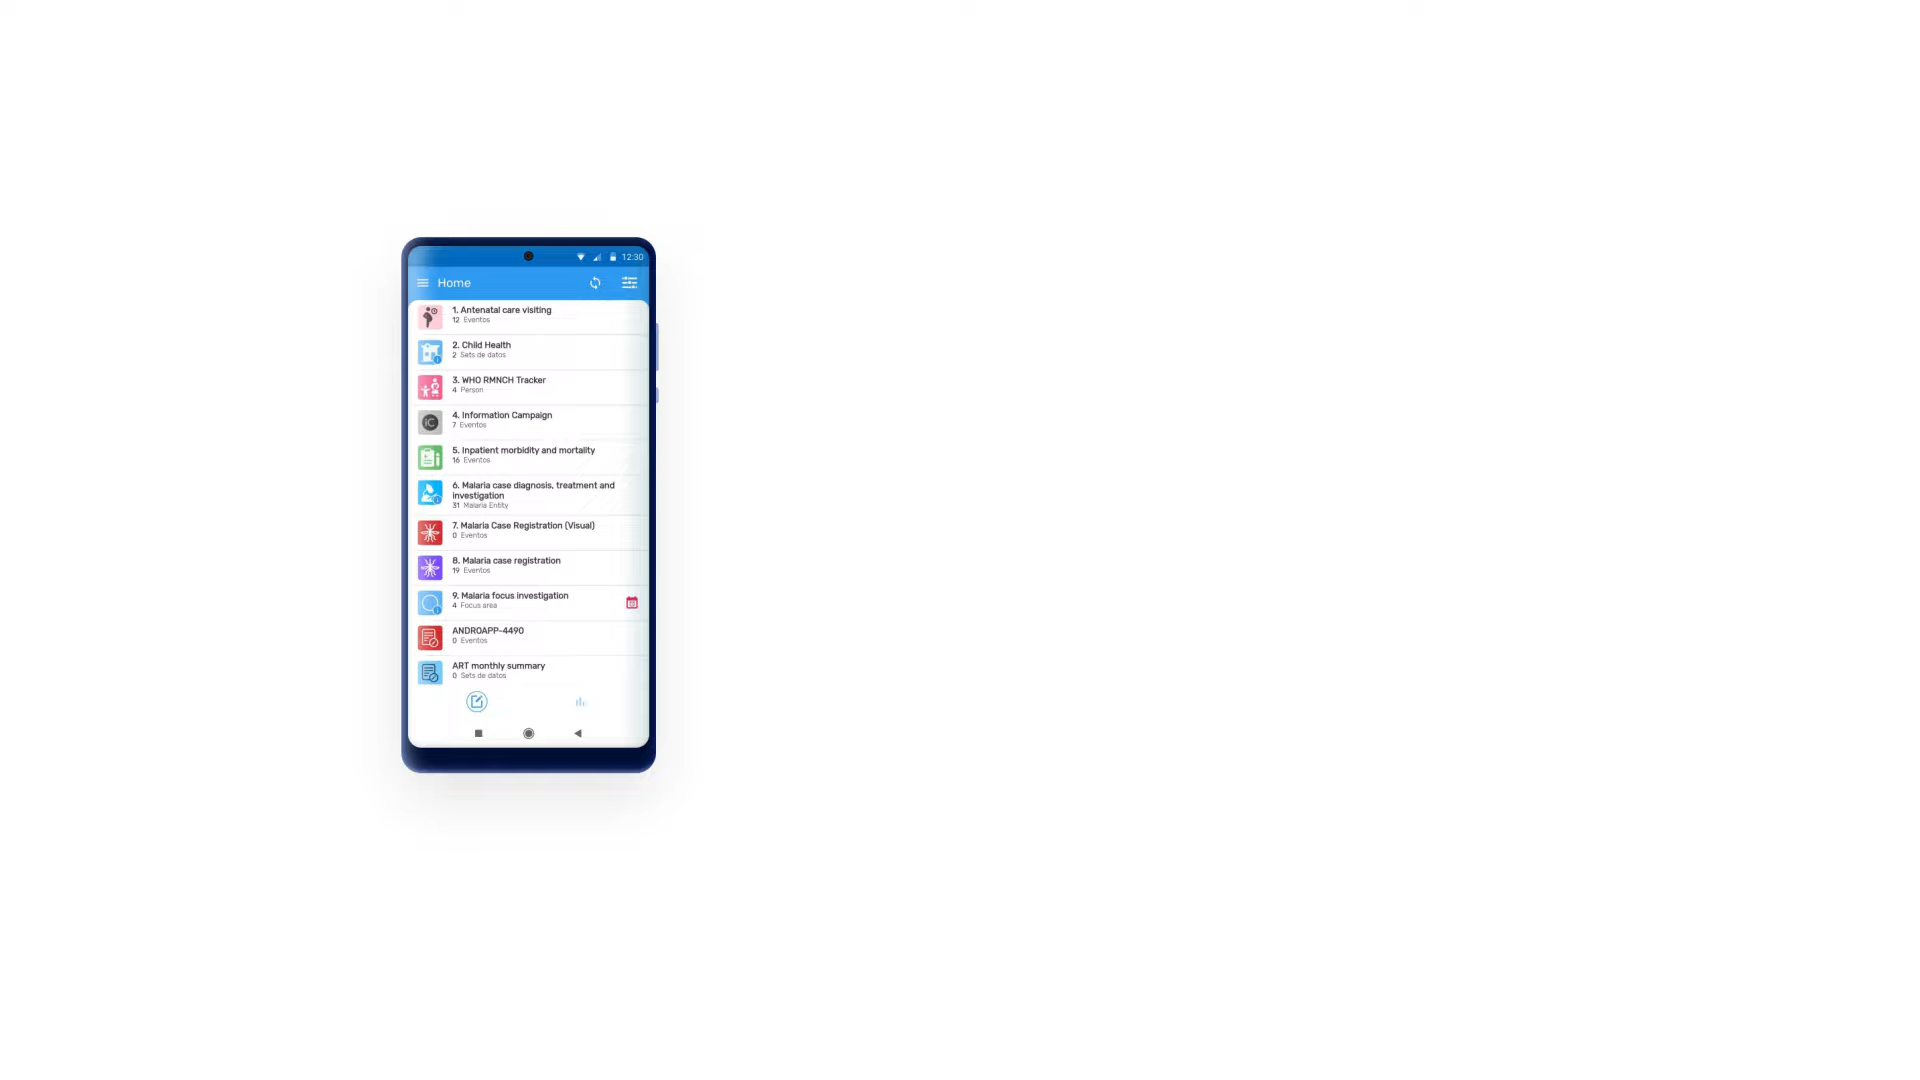 12:30
Home
1. Antenatal care visiting
12 Eventos
2. Child Health
2 Sets de datos
3. WHO RMNCH Tracker
4 Person
4. Information Campaign
iC
7 Eventos
5. Inpatient morbidity and mortality
16 Eventos
6. Malaria case diagnosis, treatment and
investigation
31 Malaria Entity
7. Malaria Case Registration (Visual)
0 Eventos
8. Malaria case registration
19 Eventos
9. Malaria focus investigation
4 Focus area
ANDROAPP-4490
0 Eventos
ART monthly summary
0 Sets de datos